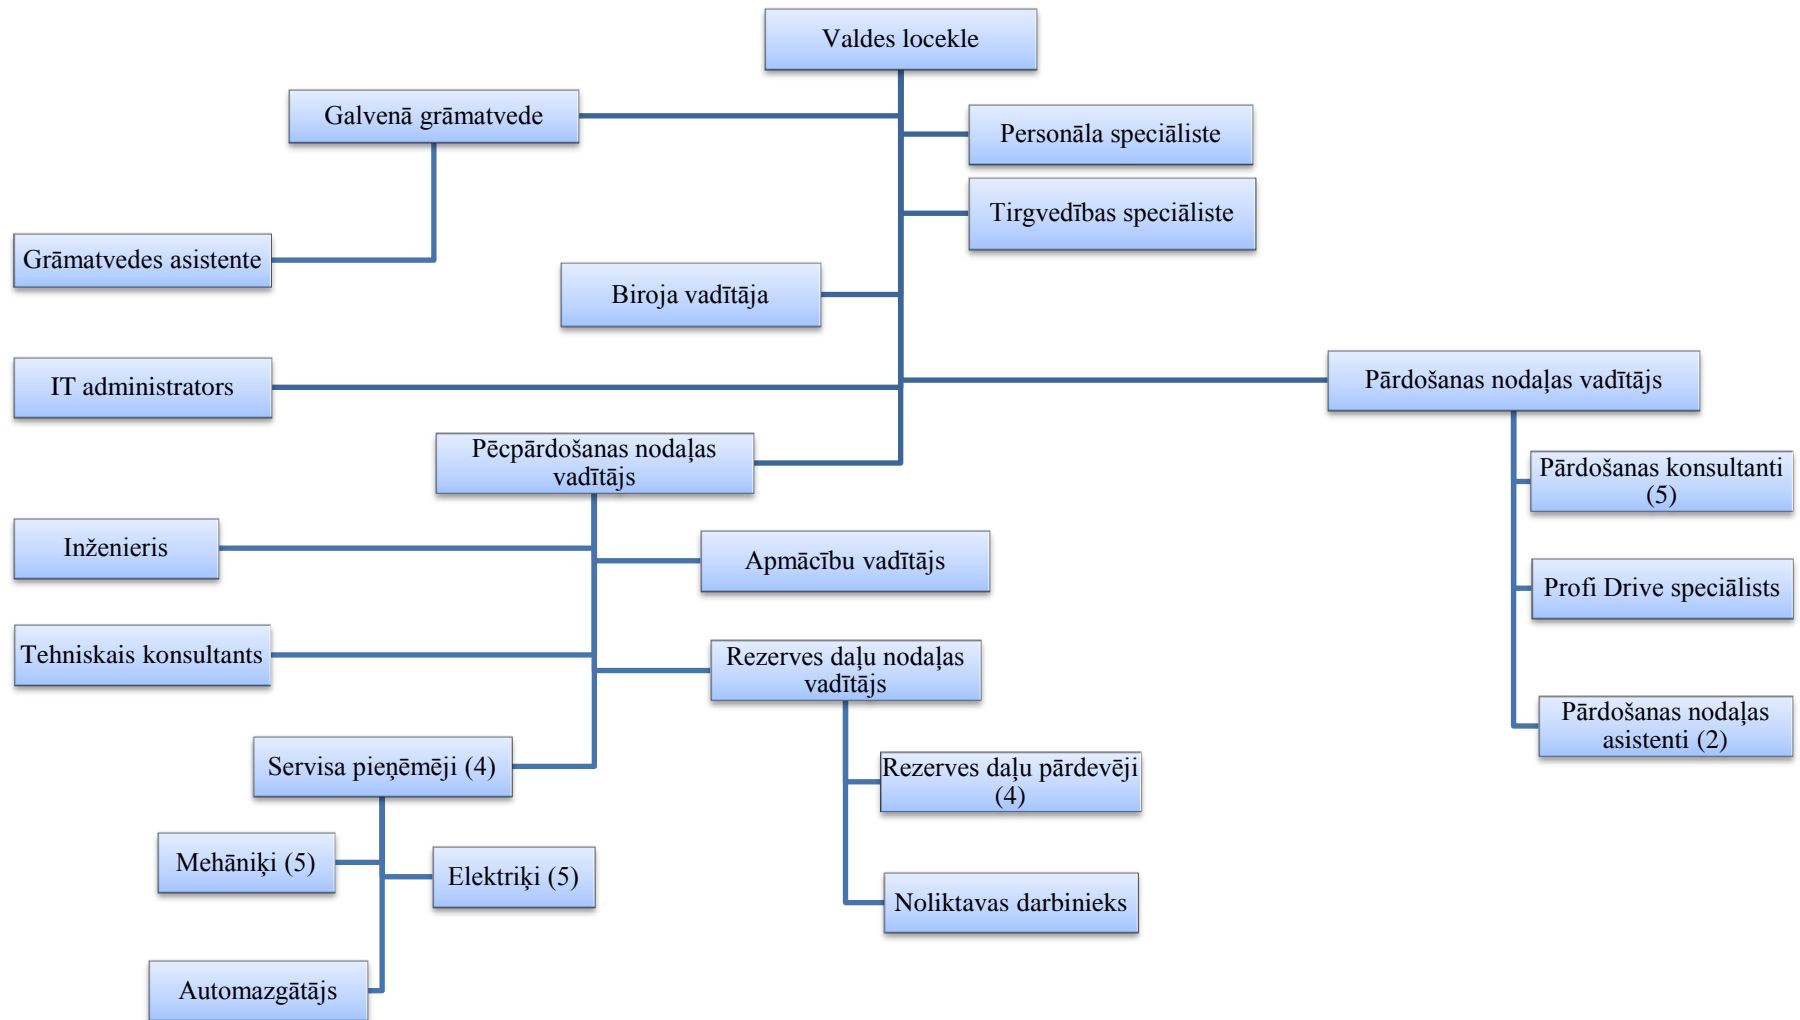 Valdes locekle
Galvenā grāmatvede
Personāla speciāliste
Tirgvedības speciāliste
Grāmatvedes asistente
Biroja vadītāja
IT administrators
Pārdošanas nodaļas vadītājs
Pēcpārdošanas nodaļas
vadītājs
Pārdošanas konsultanti
(5)
Inženieris
Apmācību vadītājs
Profi Drive speciālists
Tehniskais konsultants
Rezerves daļu nodaļas
vadītājs
Pārdošanas nodaļas
asistenti (2)
Servisa pieņēmēji (4)
Rezerves daļu pārdevēji
(4)
Mehāniķi (5)
Elektriķi (5)
Noliktavas darbinieks
Automazgātājs